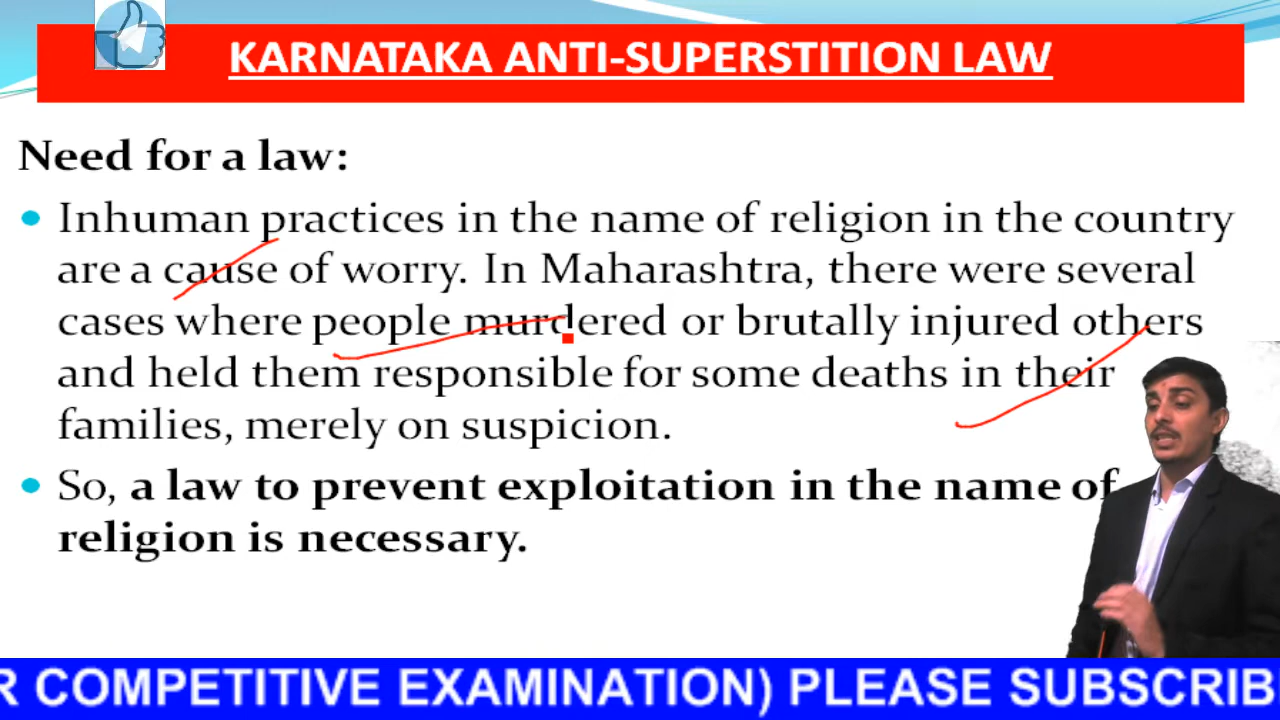 KARNATAKA ANTI-SUPERSTITION LAW
Need for a law:
Inhuman practices in the name of religion in the country
are a cause of worry. In Maharashtra, there were several
cases where people murdered or brutally injured others
and held them responsible for some deaths in their
families, merely on suspicion.
So, a law to prevent exploitation in the name of
religion is necessary.
R COMPETITIVE EXAMINATION) PLEASE SUBSCRIB